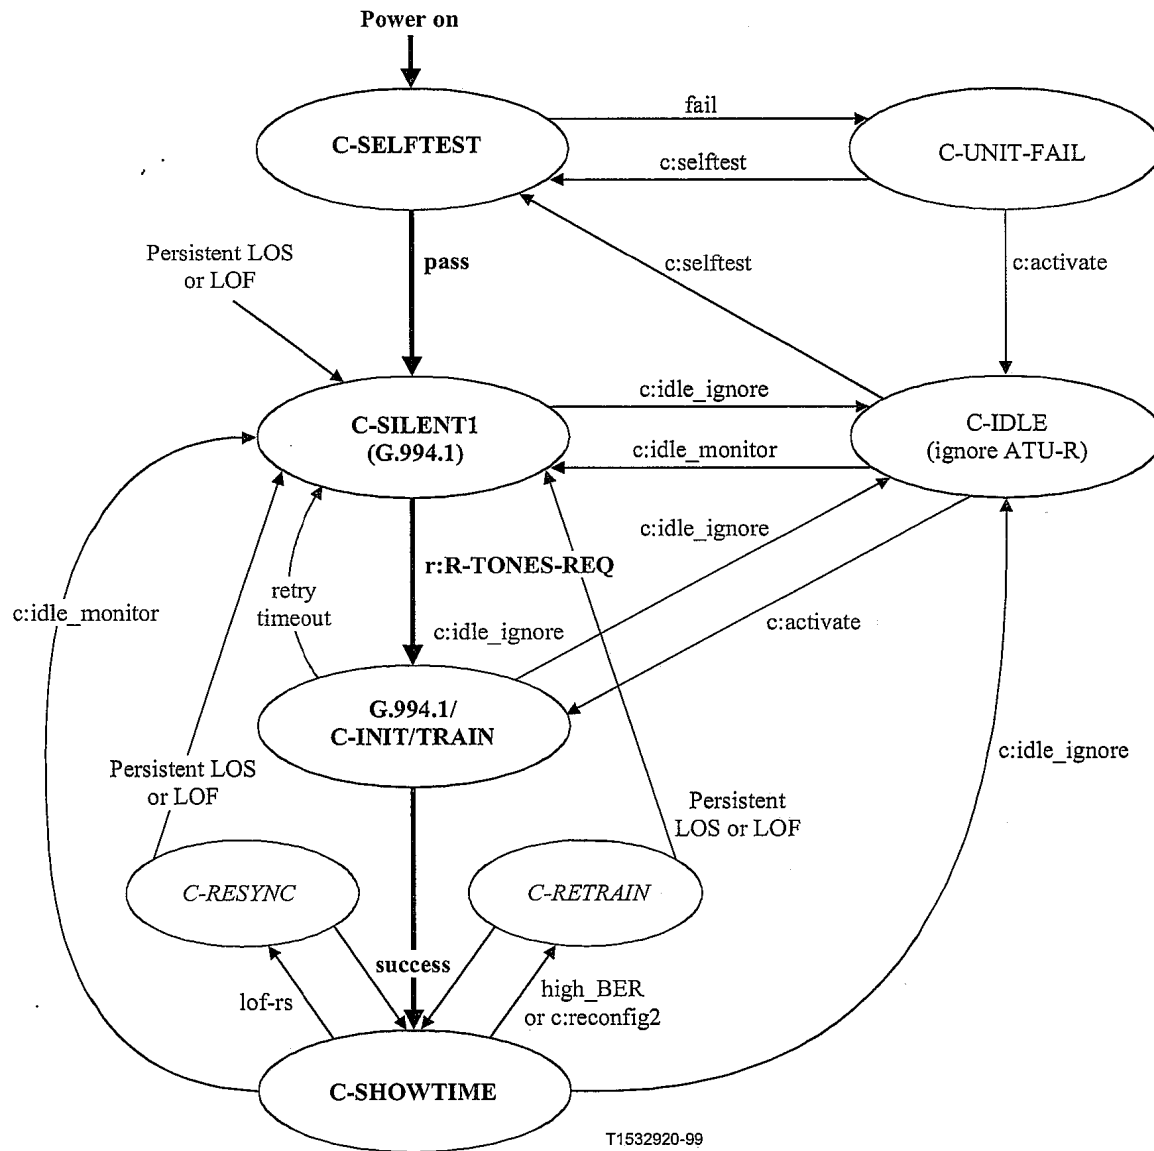 Power on
C-SELFTEST
fail
c:selftest
C-UNIT-FAIL
Persistent LOS
or LOF
pass
c:selftest
c:activate
C-SILENT1
(G.994.1)
c:idle_ignore
c:idle_monitor
C-IDLE
(ignore ATU-R)
c:idle_ignore
r:R-TONES-REQ
retry
timeout
c:idle_monitor
c:idle_ignore
c:activate
G.994.1/
C-INIT/TRAIN
c:idle_ignore
Persistent LOS
or LOF
Persistent
LOS or LOF
C-RESYNC
C-RETRAIN
success
lof-rs
high_BER
or c:reconfig2
C-SHOWTIME
T1532920-99